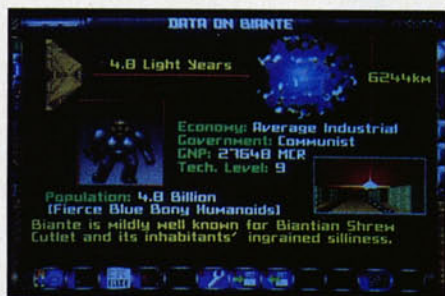 DATA ON BIANTE
4.8 Light Years
6244km
Economy: Average Industrial
Government: Communist
GNP: 27648 MCR
Tech. Level: 9
Population: 4.8 Billion
(Fierce Blue Bony Humanoids)
Biante is mildly well known for Biantian Shrew
Cutlet and its inhabitants' ingrained silliness.